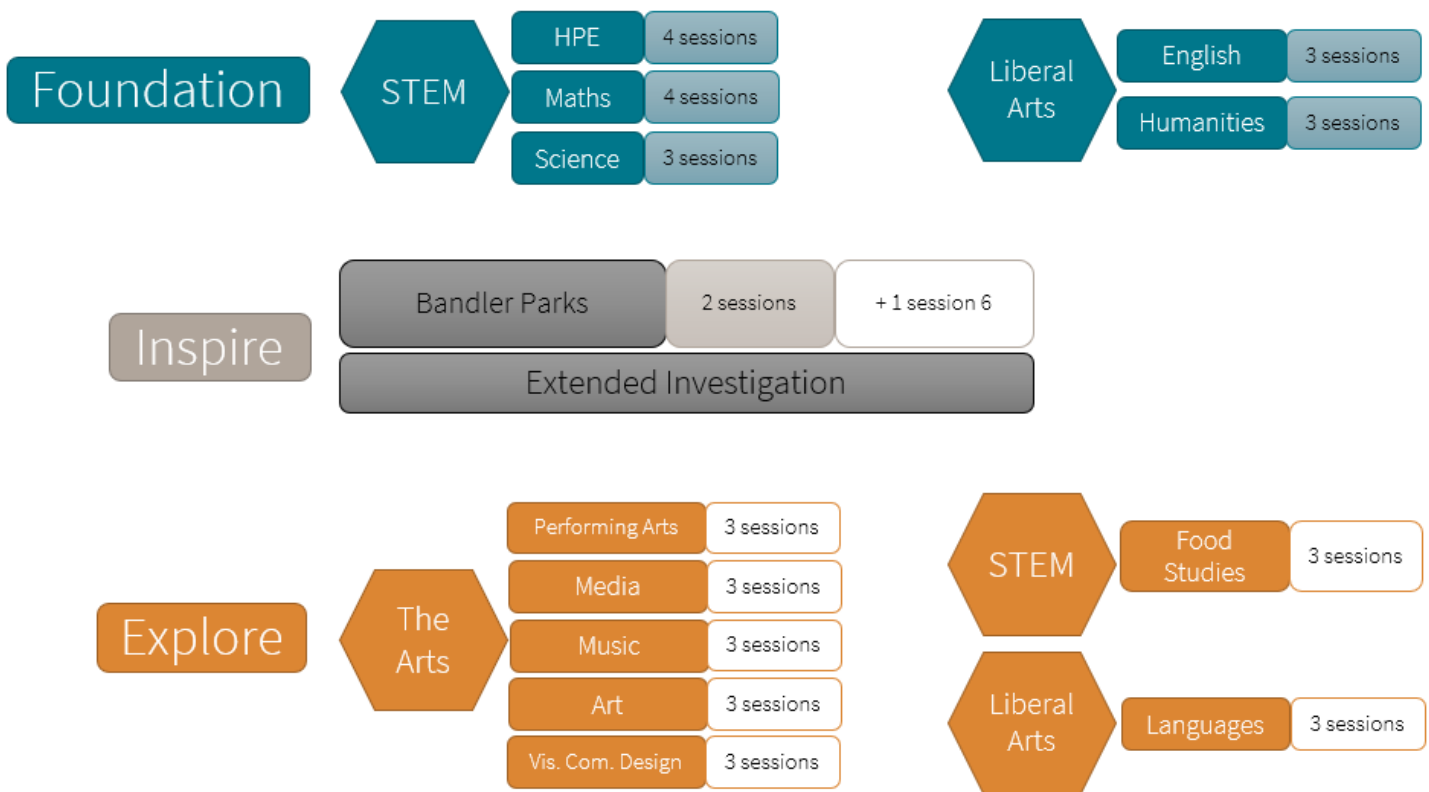 Foundation
STEM
HPE
4 sessions
Maths
4 sessions
Science
3 sessions
Liberal
Arts
English
3 sessions
Humanities
3 sessions
Inspire
Bandler Parks
2 sessions
+ 1 session 6
Extended Investigation
Explore
The
Arts
Performing Arts
3 sessions
Media
3 sessions
Music
3 sessions
Art
3 sessions
Vis. Com. Design
3 sessions
STEM
Food
Studies
3 sessions
Liberal
Arts
Languages
3 sessions